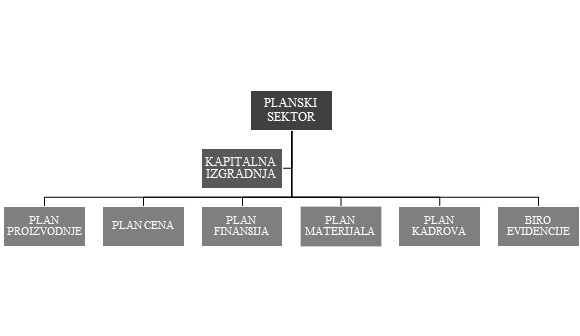 PLANSKI
SEKTOR
KAPITALNA
IZGRADNJA
PLAN
PROIZVODNJE
PLAN CENA
PLAN
FINANSIJA
PLAN
MATERIJALA
PLAN
KADROVA
BIRO
EVIDENCIJE